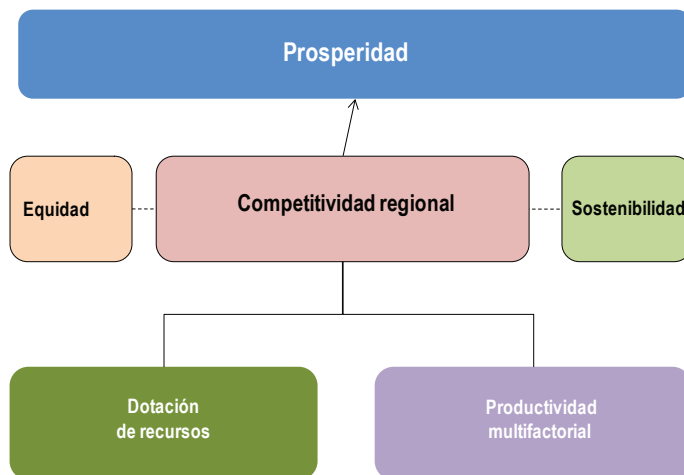 Prosperidad
Equidad
Competitividad regional
Sostenibilidad
Dotación
de recursos
Productividad
multifactorial